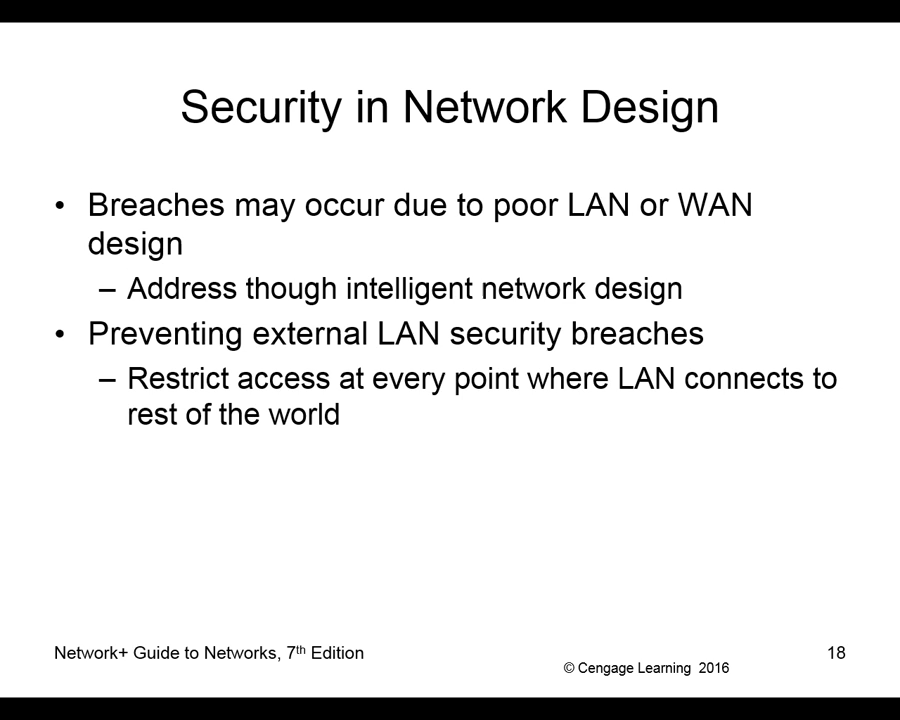 Security in Network Design
• Breaches may occur due to poor LAN or WAN
design
– Address though intelligent network design
• Preventing external LAN security breaches
– Restrict access at every point where LAN connects to
rest of the world
Network+ Guide to Networks, 7th Edition
© Cengage Learning 2016
18